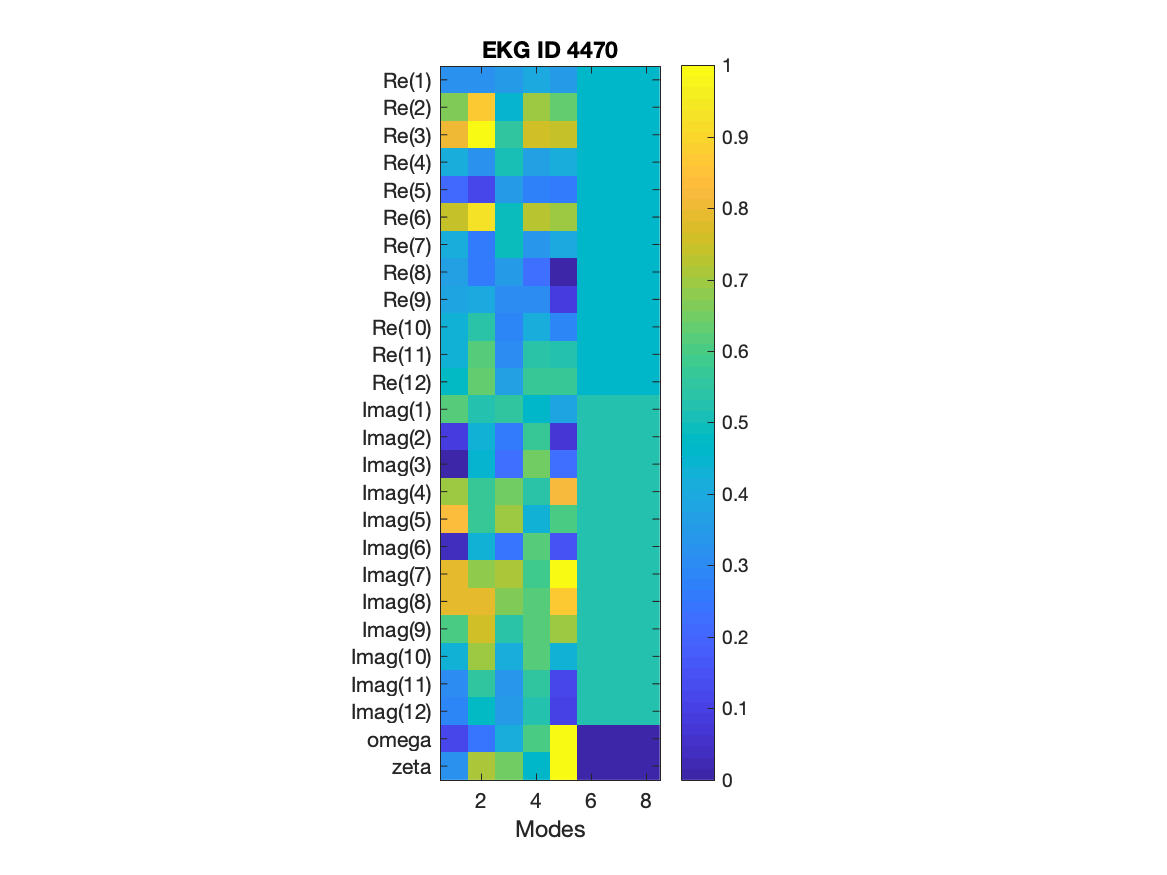 EKG ID 4470
Re(1)
Re(2)
Re(3)
Re(4)
Re(5)
Re(6)
Re(7)
Re(8)
Re(9)
Re(10)
Re(11)
Re(12)
Imag(1)
Imag(2)
Imag(3)
Imag(4)
Imag(5)
Imag(6)
Imag(7)
Imag(8)
Imag(9)
Imag(10)
Imag(11)
Imag(12)
omega
zeta
2 4 6 8
Modes
1
0.9
0.8
0.7
0.6
0.5
0.4
0.3
0.2
0.1
0